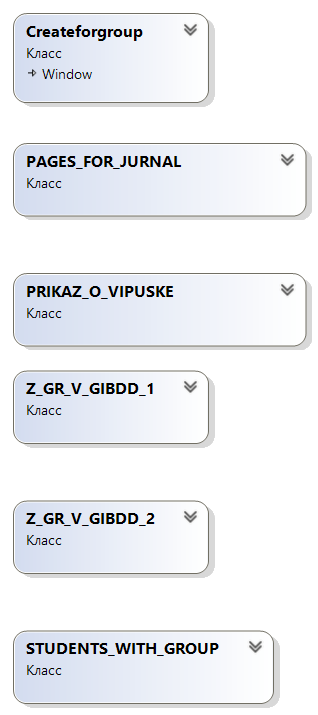 Createforgroup
Класс
Window
PAGES_FOR_JURNAL
Класс
PRIKAZ_O_VIPUSKE
Класс
Z_GR_V_GIBDD_1
Класс
Z_GR_V_GIBDD_2
Класс
STUDENTS_WITH_GROUP
Класс